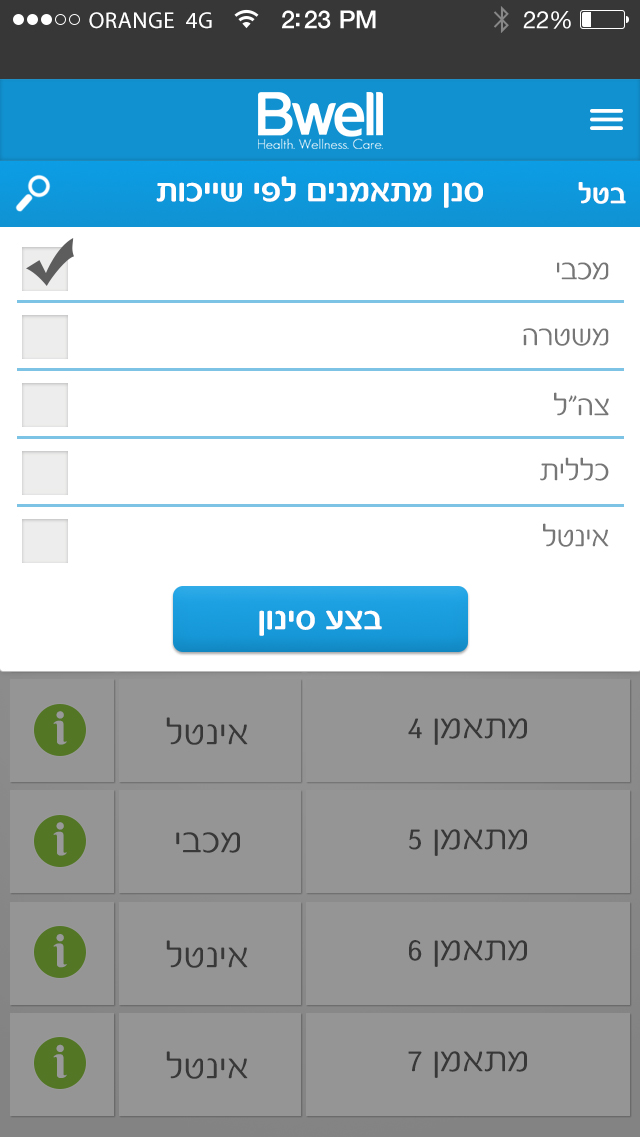 ORANGE 4G 2:23 PM 22%
Bwell
Health. Wellness. Care.
בטל סנן מתאמנים לפי שייכות
מכבי
משטרה
צה"ל
כללית
אינטל
בצע סינון
מתאמן 4 אינטל i
מתאמן 5 מכבי i
מתאמן 6 אינטל i
מתאמן 7 אינטל i